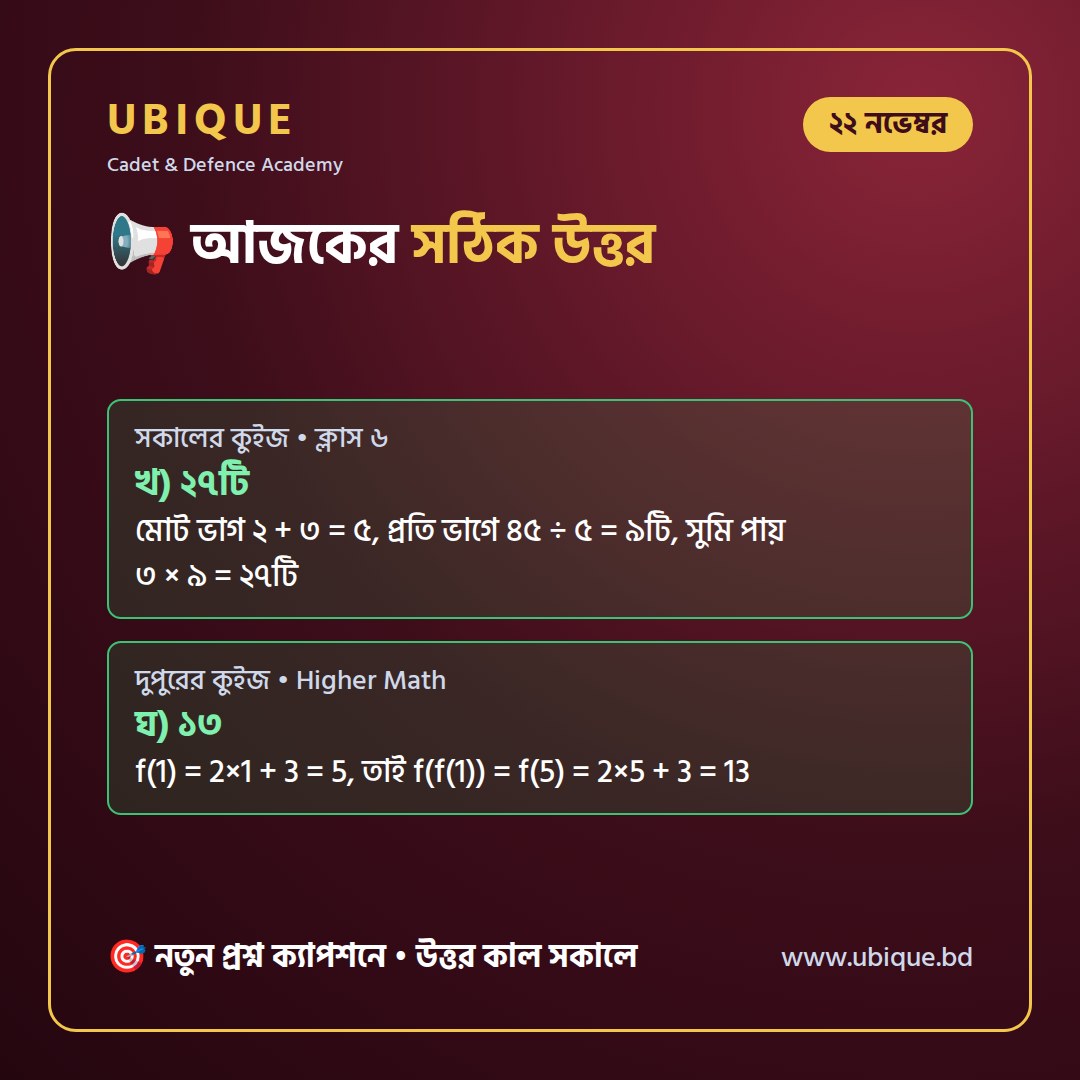 UBIQUE
Cadet & Defence Academy
২২ নভেম্বর
আজকের সঠিক উত্তর
সকালের কুইজ • ক্লাস ৬
খ) ২৭টি
মোট ভাগ ২ + ৩ = ৫, প্রতি ভাগে ৪৫ ÷ ৫ = ৯টি, সুমি পায়
৩ × ৯ = ২৭টি
দুপুরের কুইজ • Higher Math
ঘ) ১৩
f(1) = 2×1 + 3 = 5, তাই f(f(1)) = f(5) = 2×5 + 3 = 13
নতুন প্রশ্ন ক্যাপশনে • উত্তর কাল সকালে
www.ubique.bd